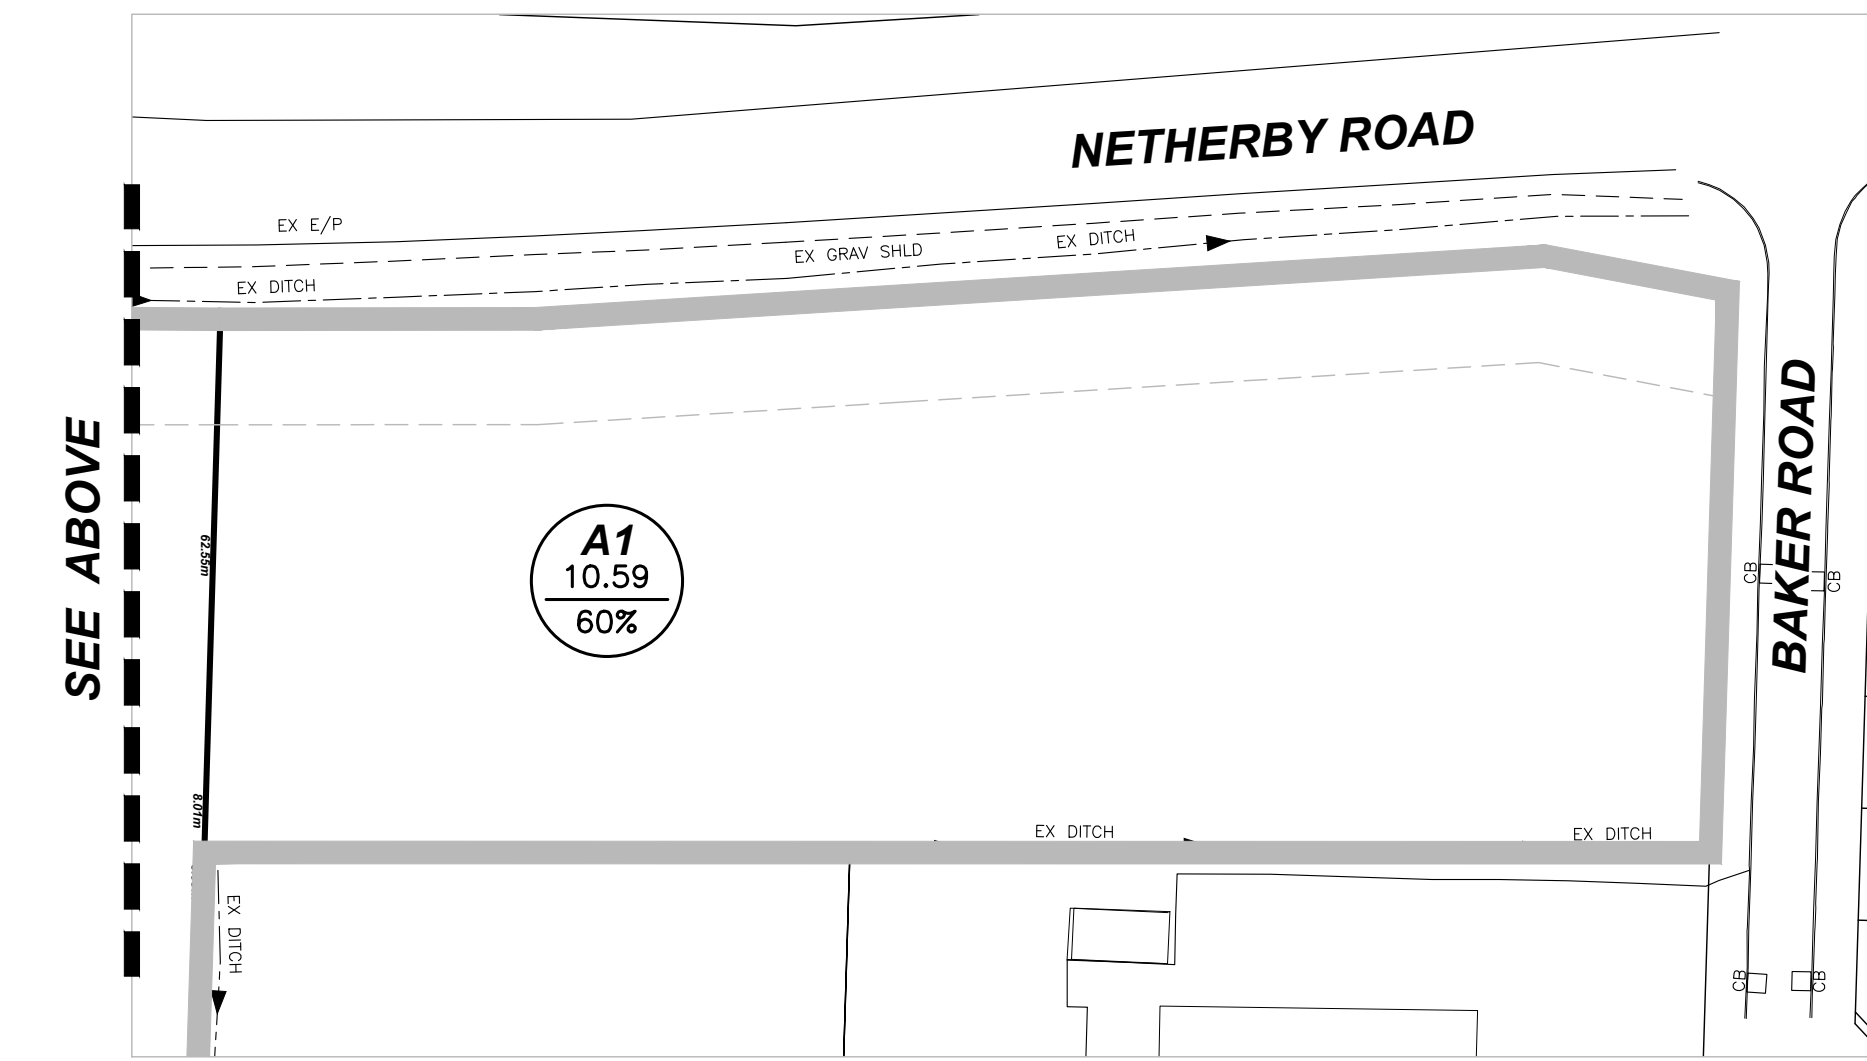 NETHERBY ROAD
EX E/P
EX GRAV SHLD
EX DITCH
EX DITCH
SEE ABOVE
62.55m
A1
10.59
60%
BAKER ROAD
CB
CB
8.01m
EX DITCH
EX DITCH
EX DITCH
CB
CB